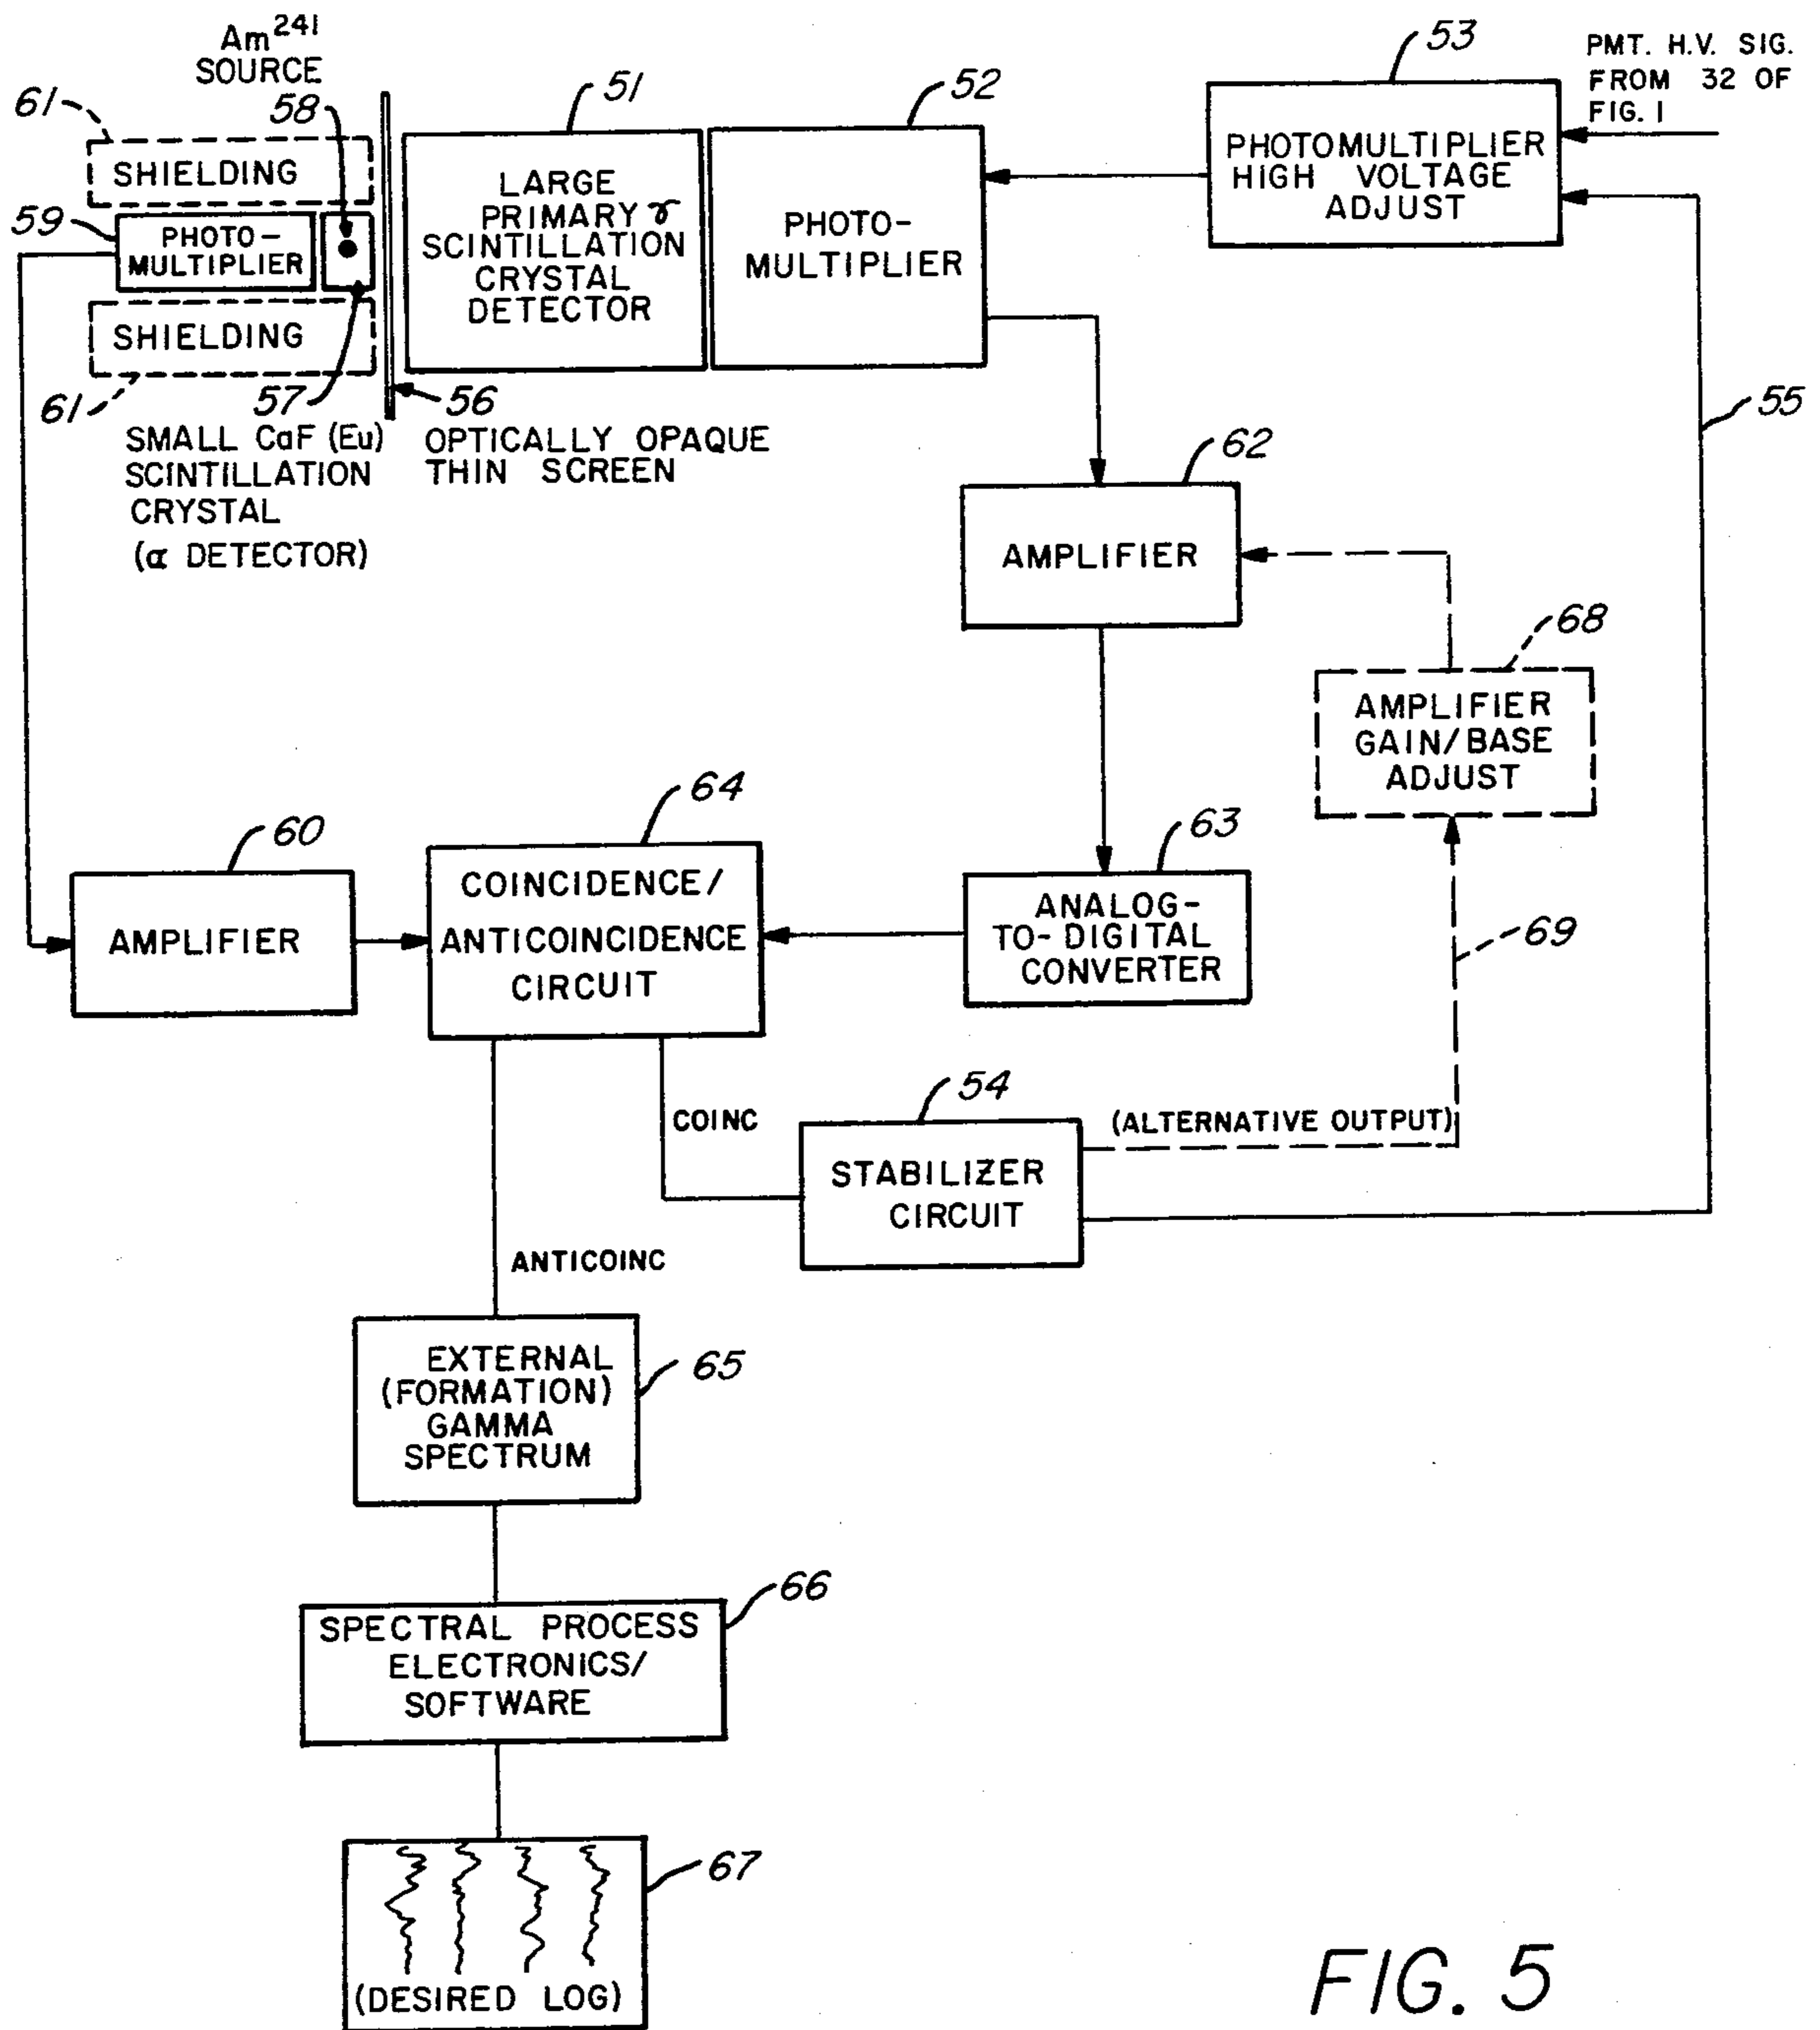 Am241
SOURCE
58
61
SHIELDING
59
PHOTO-
MULTIPLIER
SHIELDING
61
57
SMALL CaF (Eu)
SCINTILLATION
CRYSTAL
(α DETECTOR)
56
OPTICALLY OPAQUE
THIN SCREEN
51
LARGE
PRIMARY γ
SCINTILLATION
CRYSTAL
DETECTOR
52
PHOTO-
MULTIPLIER
53
PHOTOMULTIPLIER
HIGH VOLTAGE
ADJUST
PMT. H.V. SIG.
FROM 32 OF
FIG. 1
55
62
AMPLIFIER
68
AMPLIFIER
GAIN/BASE
ADJUST
69
60
AMPLIFIER
64
COINCIDENCE/
ANTICOINCIDENCE
CIRCUIT
63
ANALOG-
TO-DIGITAL
CONVERTER
COINC
54
STABILIZER
CIRCUIT
(ALTERNATIVE OUTPUT)
ANTICOINC
65
EXTERNAL
(FORMATION)
GAMMA
SPECTRUM
66
SPECTRAL PROCESS
ELECTRONICS/
SOFTWARE
67
(DESIRED LOG)
FIG. 5